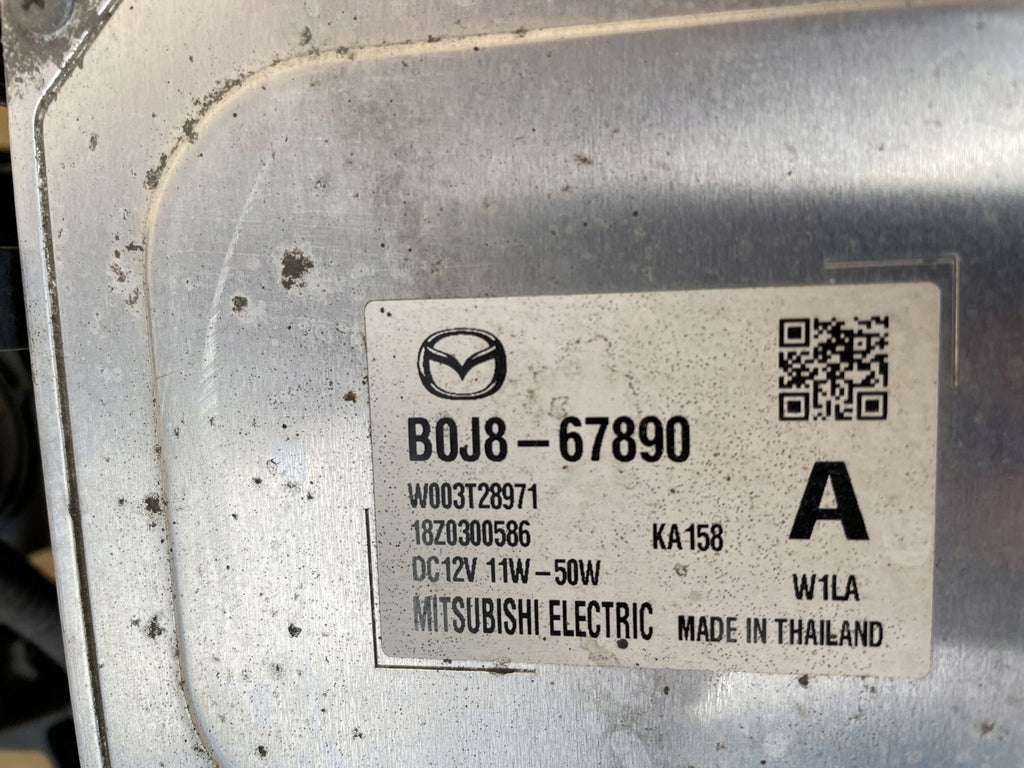 B0J8-67890
W003T28971
18Z0300586 KA158
DC12V 11W-50W
MITSUBISHI ELECTRIC MADE IN THAILAND
A
W1LA